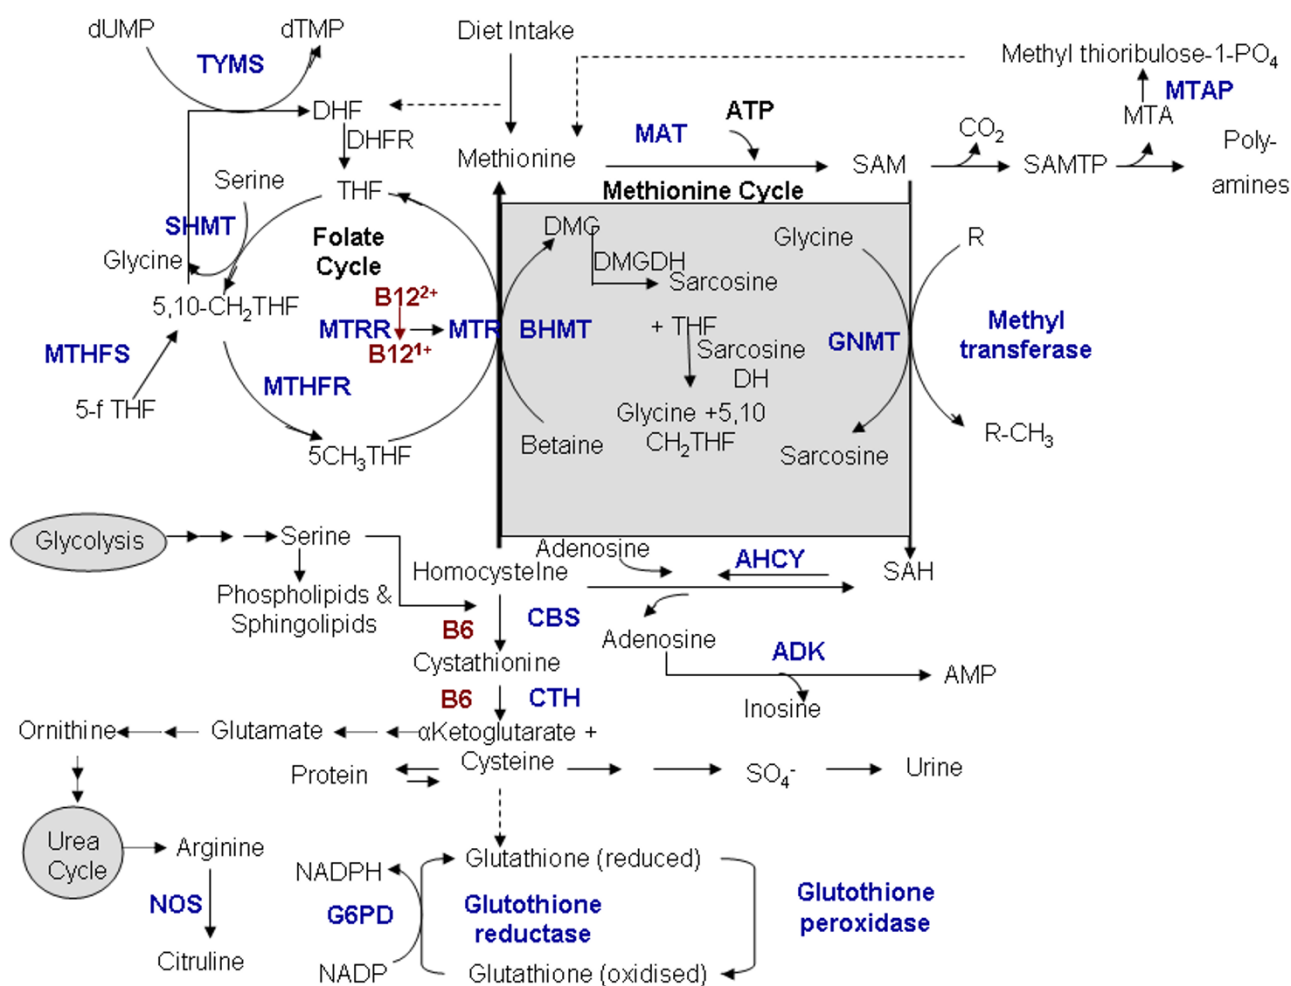 dUMP
dTMP
Diet Intake
Methyl thioribulose-1-PO₄
TYMS
MTAP
DHF
ATP
MTA
DHFR
MAT
CO₂
Methionine
SAM
SAMTP
Poly-
amines
Serine
THF
Methionine Cycle
SHMT
Folate
Cycle
DMG
Glycine
R
Glycine
DMGDH
Sarcosine
5,10-CH₂THF
B12²⁺
MTRR
MTR
BHMT
+ THF
GNMT
Methyl
transferase
B12¹⁺
MTHFS
Sarcosine
DH
MTHFR
5-f THF
Glycine +5,10
CH₂THF
Betaine
R-CH₃
5CH₃THF
Sarcosine
Glycolysis
Serine
Adenosine
AHCY
SAH
HomocysteIne
Phospholipids &
Sphingolipids
CBS
B6
Adenosine
ADK
Cystathionine
AMP
B6
CTH
Inosine
Ornithine
Glutamate
αKetoglutarate +
Cysteine
Protein
SO₄⁻
Urine
Urea
Cycle
Arginine
Glutathione (reduced)
NADPH
NOS
G6PD
Glutothione
reductase
Glutothione
peroxidase
Citruline
NADP
Glutathione (oxidised)